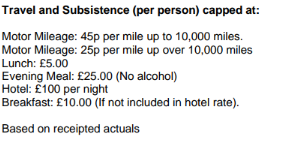 Travel and Subsistence (per person) capped at:
Motor Mileage: 45p per mile up to 10,000 miles.
Motor Mileage: 25p per mile up over 10,000 miles
Lunch: £5.00
Evening Meal: £25.00 (No alcohol)
Hotel: £100 per night
Breakfast: £10.00 (If not included in hotel rate).
Based on receipted actuals